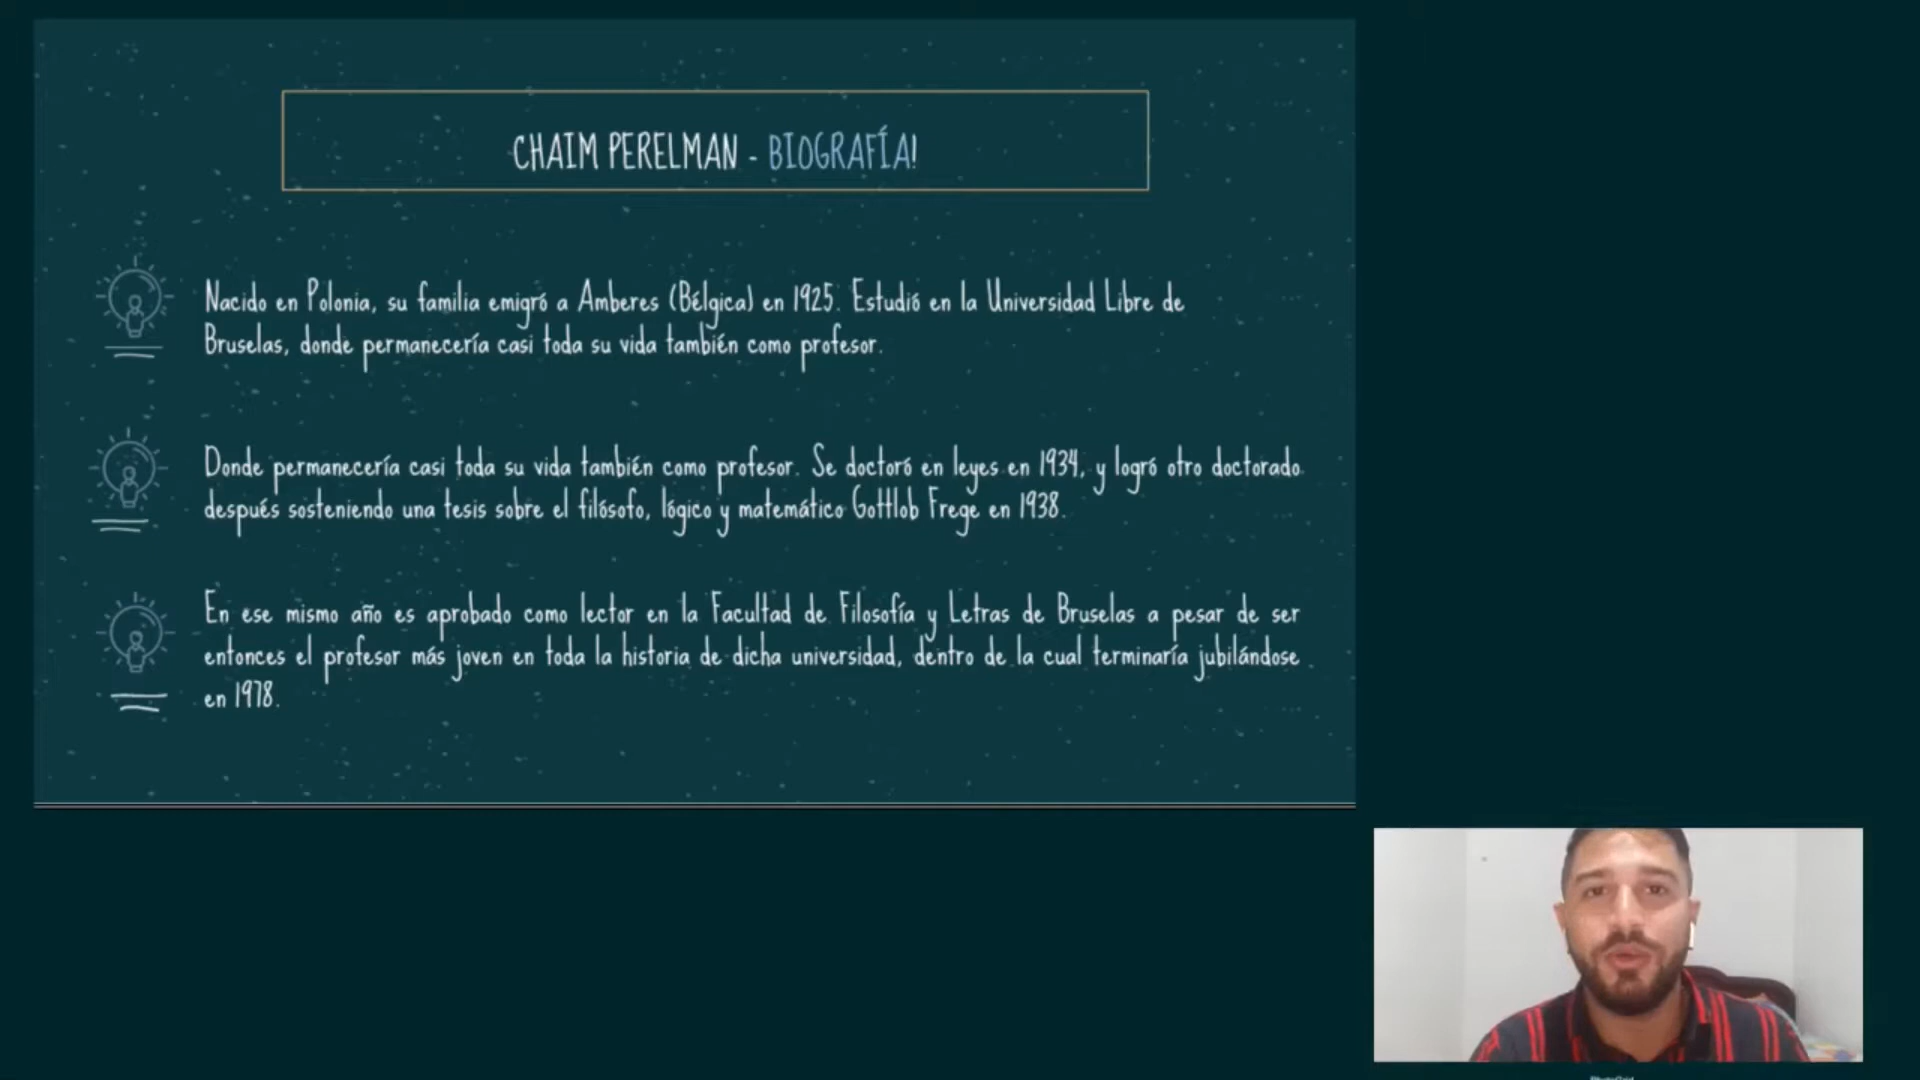 CHAIM PERELMAN - BIOGRAFÍA!
Nacido en Polonia, su familia emigró a Amberes (Bélgica) en 1925. Estudió en la Universidad Libre de
Bruselas, donde permanecería casi toda su vida también como profesor.
Donde permanecería casi toda su vida también como profesor. Se doctoró en leyes en 1934, y logró otro doctorado
después sosteniendo una tesis sobre el filósofo, lógico y matemático Gottlob Frege en 1938.
En ese mismo año es aprobado como lector en la Facultad de Filosofía y Letras de Bruselas a pesar de ser
entonces el profesor más joven en toda la historia de dicha universidad, dentro de la cual terminaría jubilándose
en 1978.